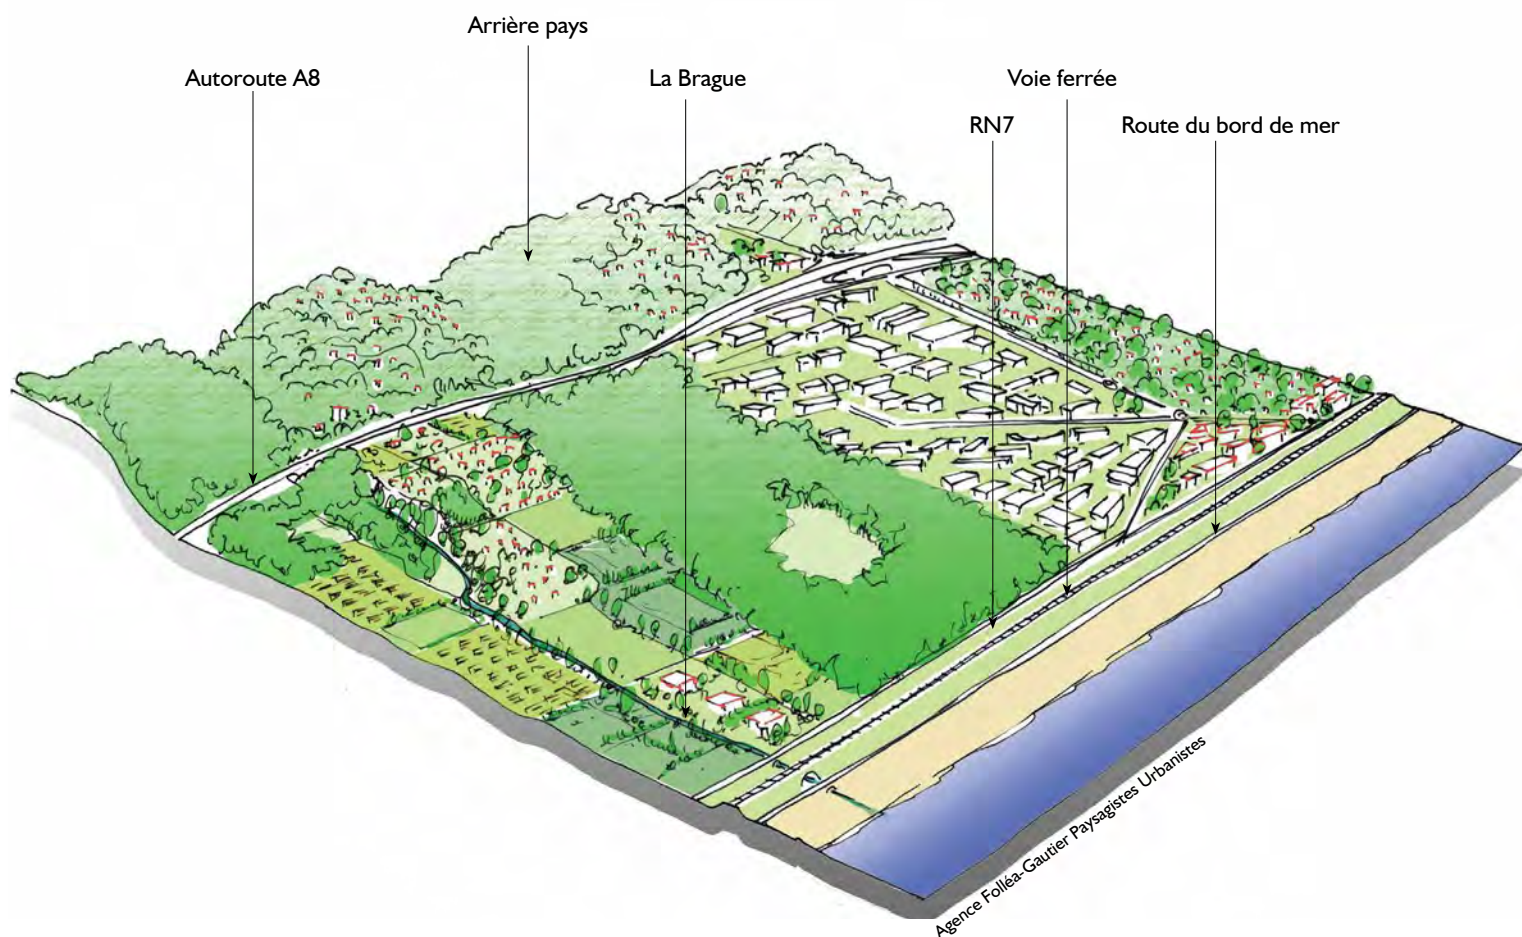 Arrière pays
Autoroute A8
La Brague
Voie ferrée
RN7
Route du bord de mer
Agence Folléa-Gautier Paysagistes Urbanistes